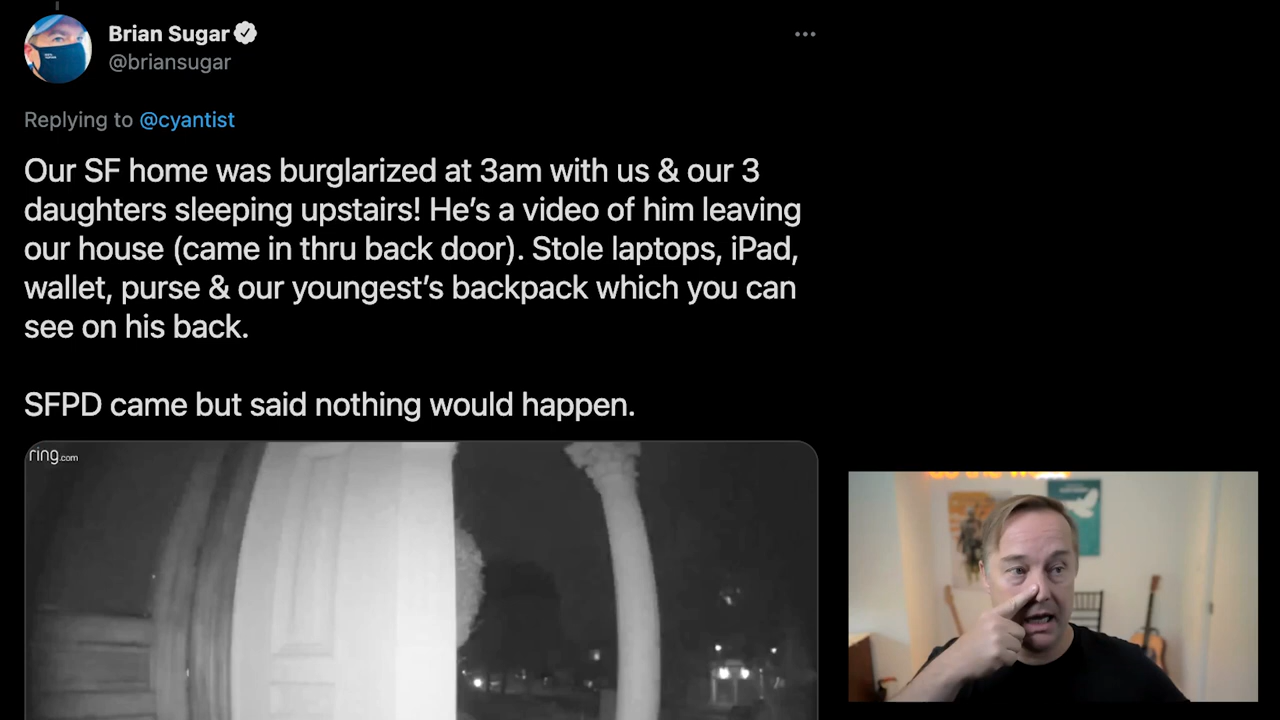 Brian Sugar
@briansugar
Replying to @cyantist
Our SF home was burglarized at 3am with us & our 3
daughters sleeping upstairs! He’s a video of him leaving
our house (came in thru back door). Stole laptops, iPad,
wallet, purse & our youngest’s backpack which you can
see on his back.
SFPD came but said nothing would happen.
ring.com